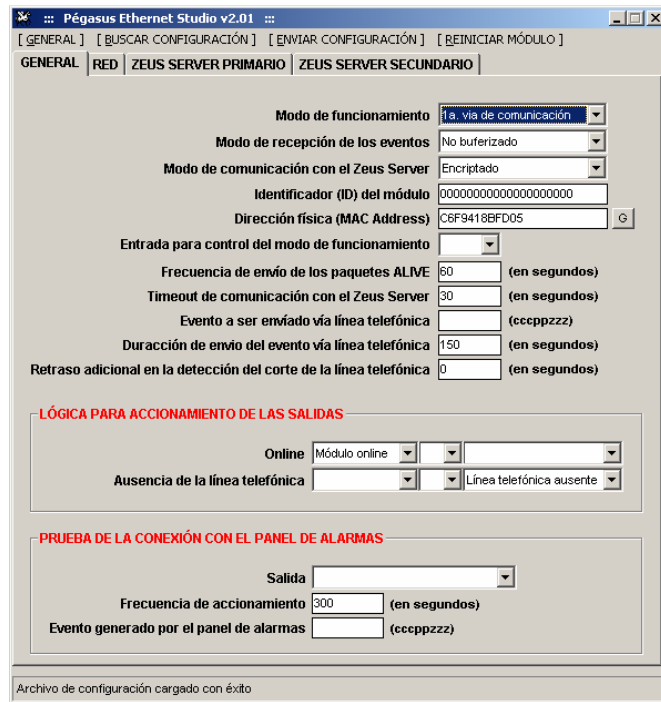 ::: Pégasus Ethernet Studio v2.01 :::
[ GENERAL ] [ BUSCAR CONFIGURACIÓN ] [ ENVIAR CONFIGURACIÓN ] [ REINICIAR MÓDULO ]
GENERAL RED ZEUS SERVER PRIMARIO ZEUS SERVER SECUNDARIO
Modo de funcionamiento 1a. via de comunicación
Modo de recepción de los eventos No buferizado
Modo de comunicación con el Zeus Server Encriptado
Identificador (ID) del módulo 00000000000000000000
Dirección física (MAC Address) C6F9418BFD05 G
Entrada para control del modo de funcionamiento
Frecuencia de envío de los paquetes ALIVE 60 (en segundos)
Timeout de comunicación con el Zeus Server 30 (en segundos)
Evento a ser envíado vía línea telefónica (cccppzzz)
Duracción de envio del evento vía línea telefónica 150 (en segundos)
Retraso adicional en la detección del corte de la línea telefónica 0 (en segundos)
LÓGICA PARA ACCIONAMIENTO DE LAS SALIDAS
Online Módulo online
Ausencia de la línea telefónica Línea telefónica ausente
PRUEBA DE LA CONEXIÓN CON EL PANEL DE ALARMAS
Salida
Frecuencia de accionamiento 300 (en segundos)
Evento generado por el panel de alarmas (cccppzzz)
Archivo de configuración cargado con éxito